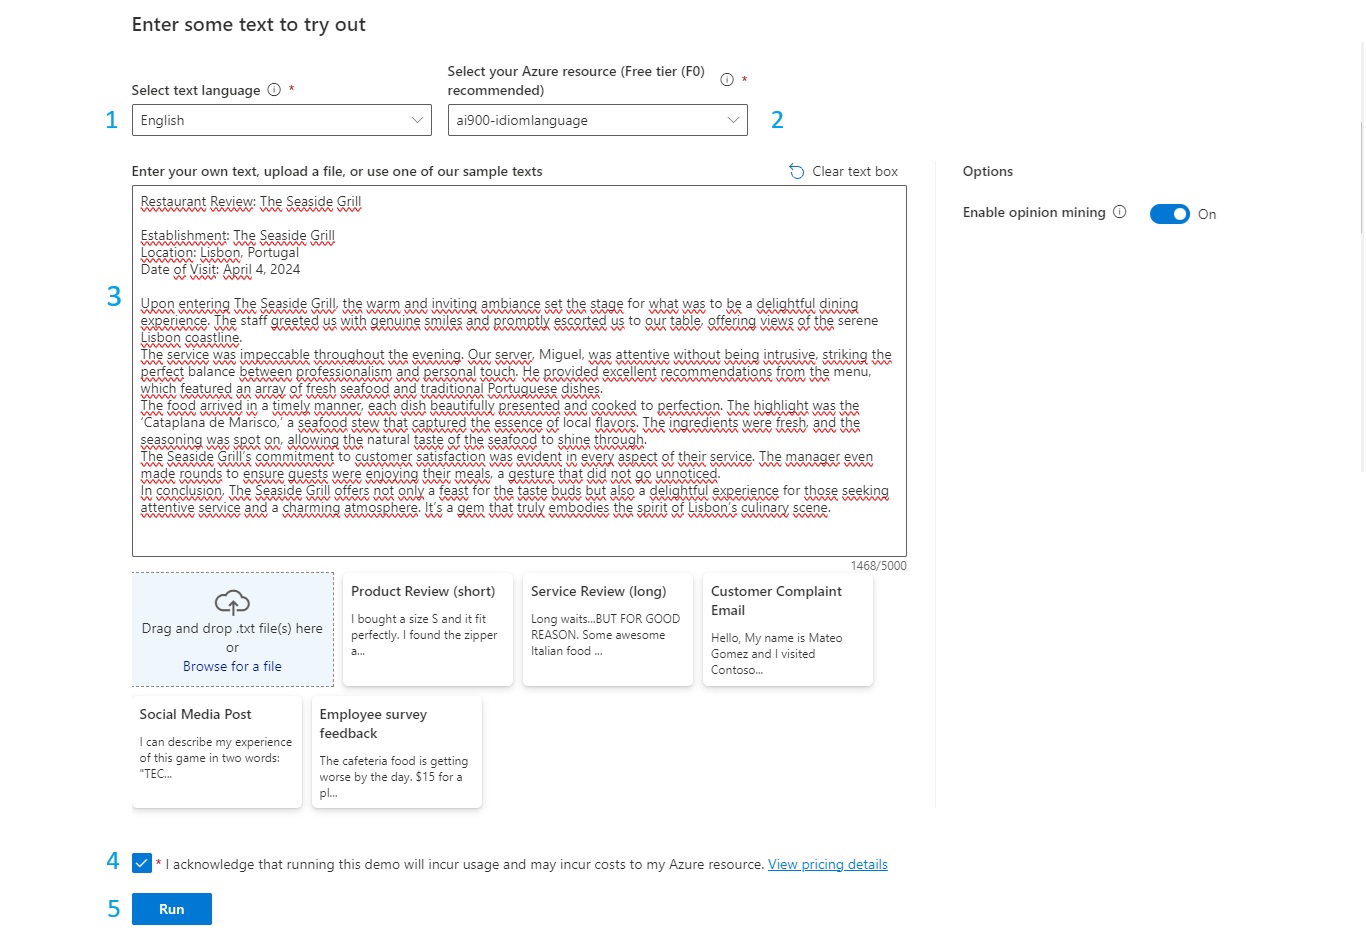 Enter some text to try out
Select text language *
Select your Azure resource (Free tier (F0)
recommended) *
1 English
ai900-idiomlanguage 2
Enter your own text, upload a file, or use one of our sample texts
Clear text box
Options
Enable opinion mining On
3
Restaurant Review: The Seaside Grill
Establishment: The Seaside Grill
Location: Lisbon, Portugal
Date of Visit: April 4, 2024
Upon entering The Seaside Grill, the warm and inviting ambiance set the stage for what was to be a delightful dining
experience. The staff greeted us with genuine smiles and promptly escorted us to our table, offering views of the serene
Lisbon coastline.
The service was impeccable throughout the evening. Our server, Miguel, was attentive without being intrusive, striking the
perfect balance between professionalism and personal touch. He provided excellent recommendations from the menu,
which featured an array of fresh seafood and traditional Portuguese dishes.
The food arrived in a timely manner, each dish beautifully presented and cooked to perfection. The highlight was the
'Cataplana de Marisco,' a seafood stew that captured the essence of local flavors. The ingredients were fresh, and the
seasoning was spot on, allowing the natural taste of the seafood to shine through.
The Seaside Grill's commitment to customer satisfaction was evident in every aspect of their service. The manager even
made rounds to ensure guests were enjoying their meals, a gesture that did not go unnoticed.
In conclusion, The Seaside Grill offers not only a feast for the taste buds but also a delightful experience for those seeking
attentive service and a charming atmosphere. It's a gem that truly embodies the spirit of Lisbon's culinary scene.
1468/5000
Drag and drop .txt file(s) here
or
Browse for a file
Product Review (short)
I bought a size S and it fit
perfectly. I found the zipper
a...
Service Review (long)
Long waits...BUT FOR GOOD
REASON. Some awesome
Italian food ...
Customer Complaint
Email
Hello, My name is Mateo
Gomez and I visited
Contoso...
Social Media Post
I can describe my experience
of this game in two words:
"TEC...
Employee survey
feedback
The cafeteria food is getting
worse by the day. $15 for a
pl...
4 * I acknowledge that running this demo will incur usage and may incur costs to my Azure resource. View pricing details
5 Run